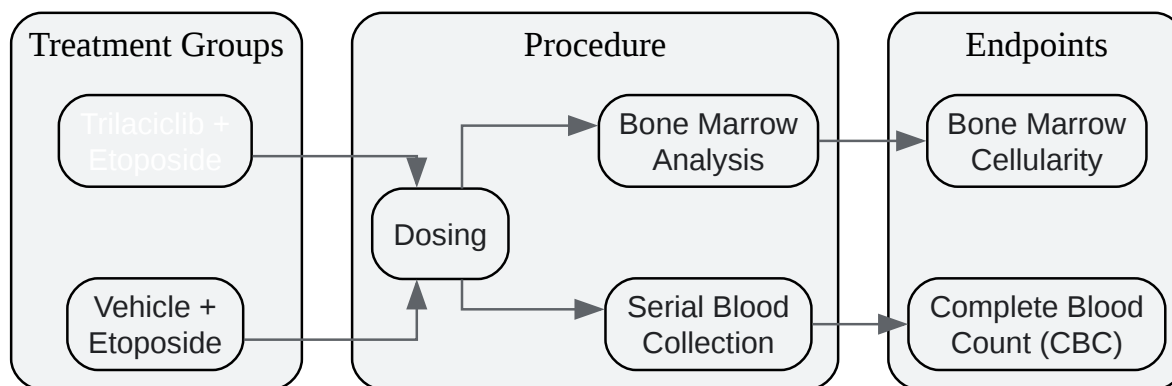 Treatment Groups
Trilaciclib +
Etoposide
Vehicle +
Etoposide
Procedure
Dosing
Bone Marrow
Analysis
Serial Blood
Collection
Endpoints
Bone Marrow
Cellularity
Complete Blood
Count (CBC)